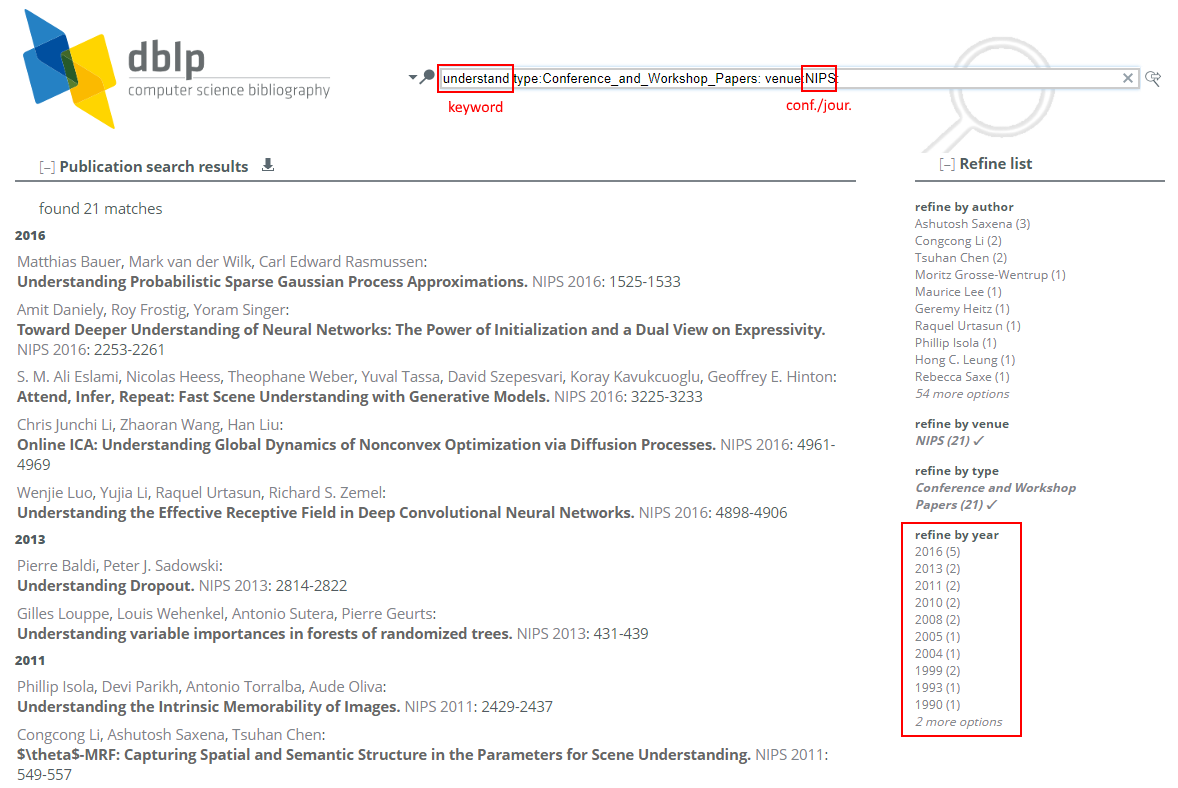 dblp
computer science bibliography
understand type:Conference_and_Workshop_Papers: venue:NIPS:
keyword
conf./jour.
[–] Publication search results
found 21 matches
2016
Matthias Bauer, Mark van der Wilk, Carl Edward Rasmussen:
Understanding Probabilistic Sparse Gaussian Process Approximations. NIPS 2016: 1525-1533
Amit Daniely, Roy Frostig, Yoram Singer:
Toward Deeper Understanding of Neural Networks: The Power of Initialization and a Dual View on Expressivity.
NIPS 2016: 2253-2261
S. M. Ali Eslami, Nicolas Heess, Theophane Weber, Yuval Tassa, David Szepesvari, Koray Kavukcuoglu, Geoffrey E. Hinton:
Attend, Infer, Repeat: Fast Scene Understanding with Generative Models. NIPS 2016: 3225-3233
Chris Junchi Li, Zhaoran Wang, Han Liu:
Online ICA: Understanding Global Dynamics of Nonconvex Optimization via Diffusion Processes. NIPS 2016: 4961-
4969
Wenjie Luo, Yujia Li, Raquel Urtasun, Richard S. Zemel:
Understanding the Effective Receptive Field in Deep Convolutional Neural Networks. NIPS 2016: 4898-4906
2013
Pierre Baldi, Peter J. Sadowski:
Understanding Dropout. NIPS 2013: 2814-2822
Gilles Louppe, Louis Wehenkel, Antonio Sutera, Pierre Geurts:
Understanding variable importances in forests of randomized trees. NIPS 2013: 431-439
2011
Phillip Isola, Devi Parikh, Antonio Torralba, Aude Oliva:
Understanding the Intrinsic Memorability of Images. NIPS 2011: 2429-2437
Congcong Li, Ashutosh Saxena, Tsuhan Chen:
$\theta$-MRF: Capturing Spatial and Semantic Structure in the Parameters for Scene Understanding. NIPS 2011:
549-557
[–] Refine list
refine by author
Ashutosh Saxena (3)
Congcong Li (2)
Tsuhan Chen (2)
Moritz Grosse-Wentrup (1)
Maurice Lee (1)
Geremy Heitz (1)
Raquel Urtasun (1)
Phillip Isola (1)
Hong C. Leung (1)
Rebecca Saxe (1)
54 more options
refine by venue
NIPS (21) ✓
refine by type
Conference and Workshop
Papers (21) ✓
refine by year
2016 (5)
2013 (2)
2011 (2)
2010 (2)
2008 (2)
2005 (1)
2004 (1)
1999 (2)
1993 (1)
1990 (1)
2 more options